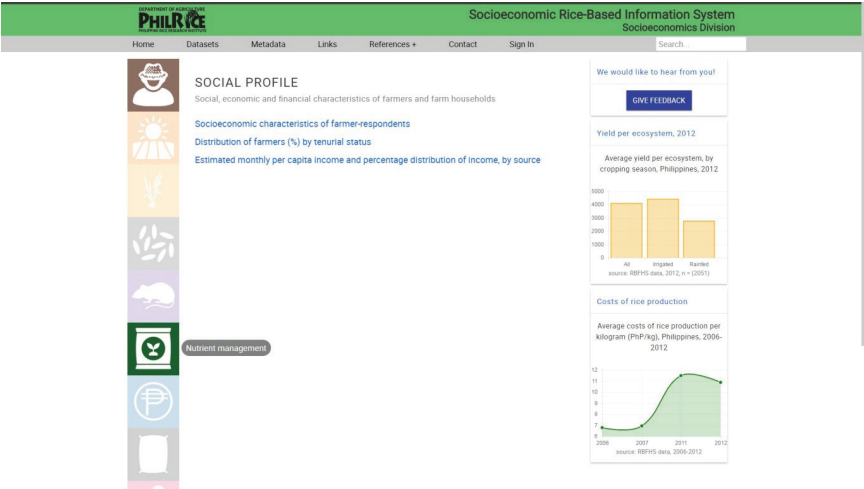 DEPARTMENT OF AGRICULTURE
PHILRICE
PHILIPPINE RICE RESEARCH INSTITUTE
Socioeconomic Rice-Based Information System
Socioeconomics Division
Home Datasets Metadata Links References + Contact Sign In Search...
SOCIAL PROFILE
Social, economic and financial characteristics of farmers and farm households
Socioeconomic characteristics of farmer-respondents
Distribution of farmers (%) by tenurial status
Estimated monthly per capita income and percentage distribution of income, by source
Nutrient management
We would like to hear from you!
GIVE FEEDBACK
Yield per ecosystem, 2012
Average yield per ecosystem, by
cropping season, Philippines, 2012
5000
4000
3000
2000
1000
0
All Irrigated Rainfed
source: RBFHS data, 2012, n = (2051)
Costs of rice production
Average costs of rice production per
kilogram (PhP/kg), Philippines, 2006-
2012
12
11
10
9
8
7
6
2006 2007 2011 2012
source: RBFHS data, 2006-2012